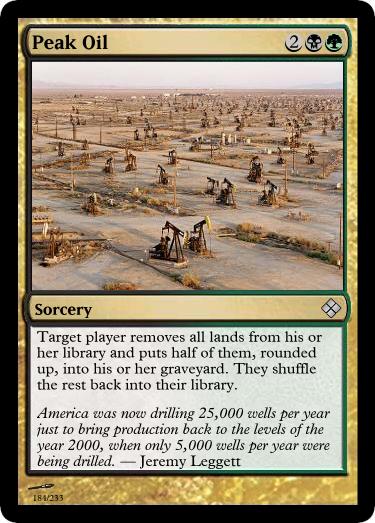 Peak Oil 2
Sorcery
Target player removes all lands from his or
her library and puts half of them, rounded
up, into his or her graveyard. They shuffle
the rest back into their library.
America was now drilling 25,000 wells per year
just to bring production back to the levels of the
year 2000, when only 5,000 wells per year were
being drilled. — Jeremy Leggett
184/233